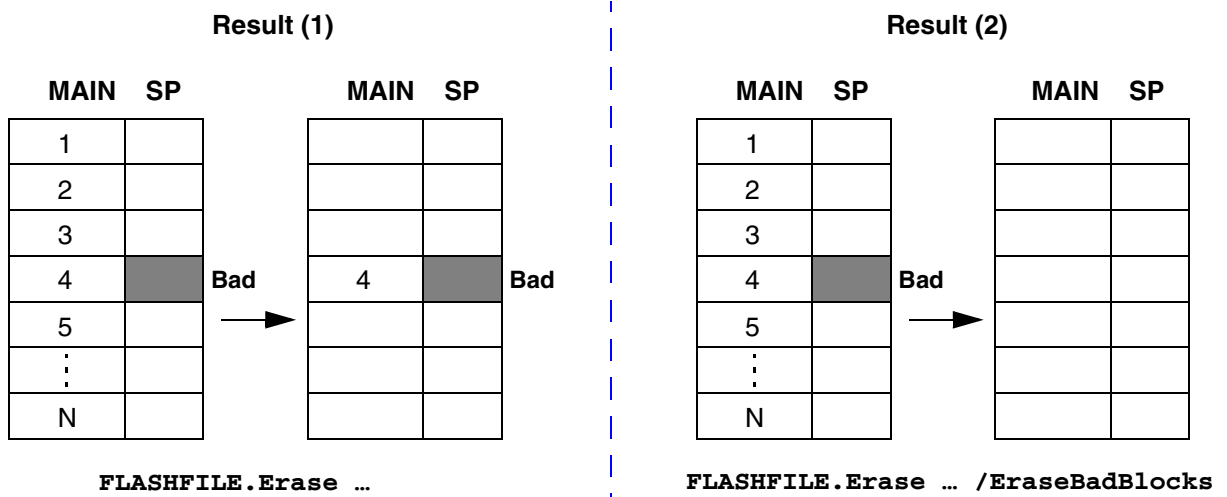 Result (1)
MAIN SP
MAIN SP
1
2
3
4
Bad
4
Bad
5
N
FLASHFILE.Erase …
Result (2)
MAIN SP
MAIN SP
1
2
3
4
Bad
5
N
FLASHFILE.Erase … /EraseBadBlocks